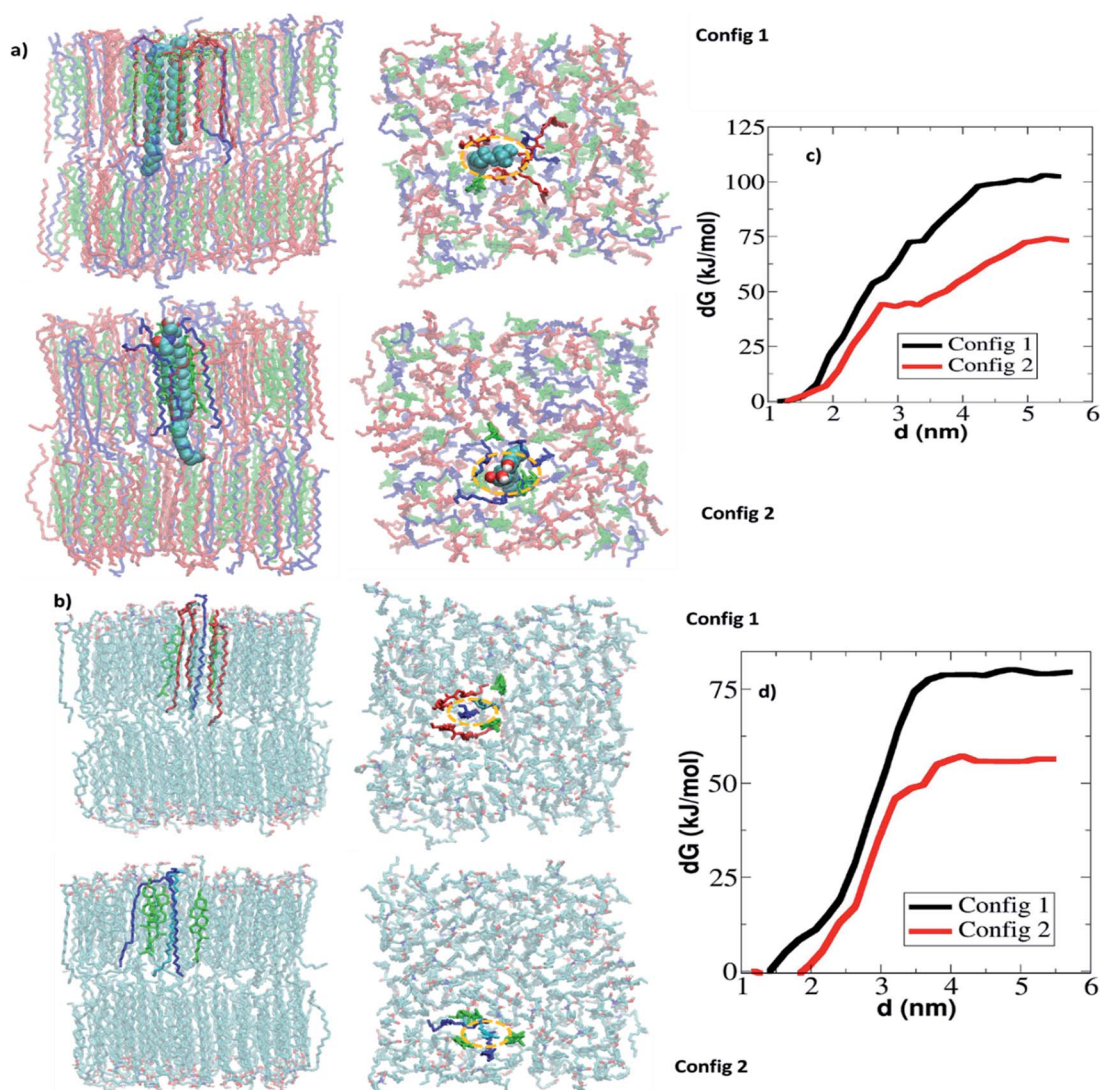 a)
Config 1
c)
125
100
75
50
25
0
dG (kJ/mol)
Config 1
Config 2
1 2 3 4 5 6
d (nm)
Config 2
b)
Config 1
d)
75
50
25
0
dG (kJ/mol)
Config 1
Config 2
1 2 3 4 5 6
d (nm)
Config 2